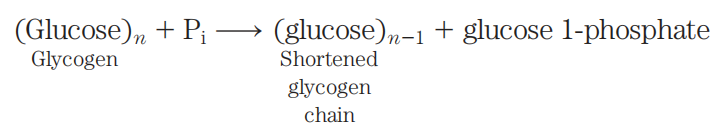 (Glucose)ₙ + Pᵢ ⟶ (glucose)ₙ₋₁ + glucose 1-phosphate
Glycogen Shortened
glycogen
chain